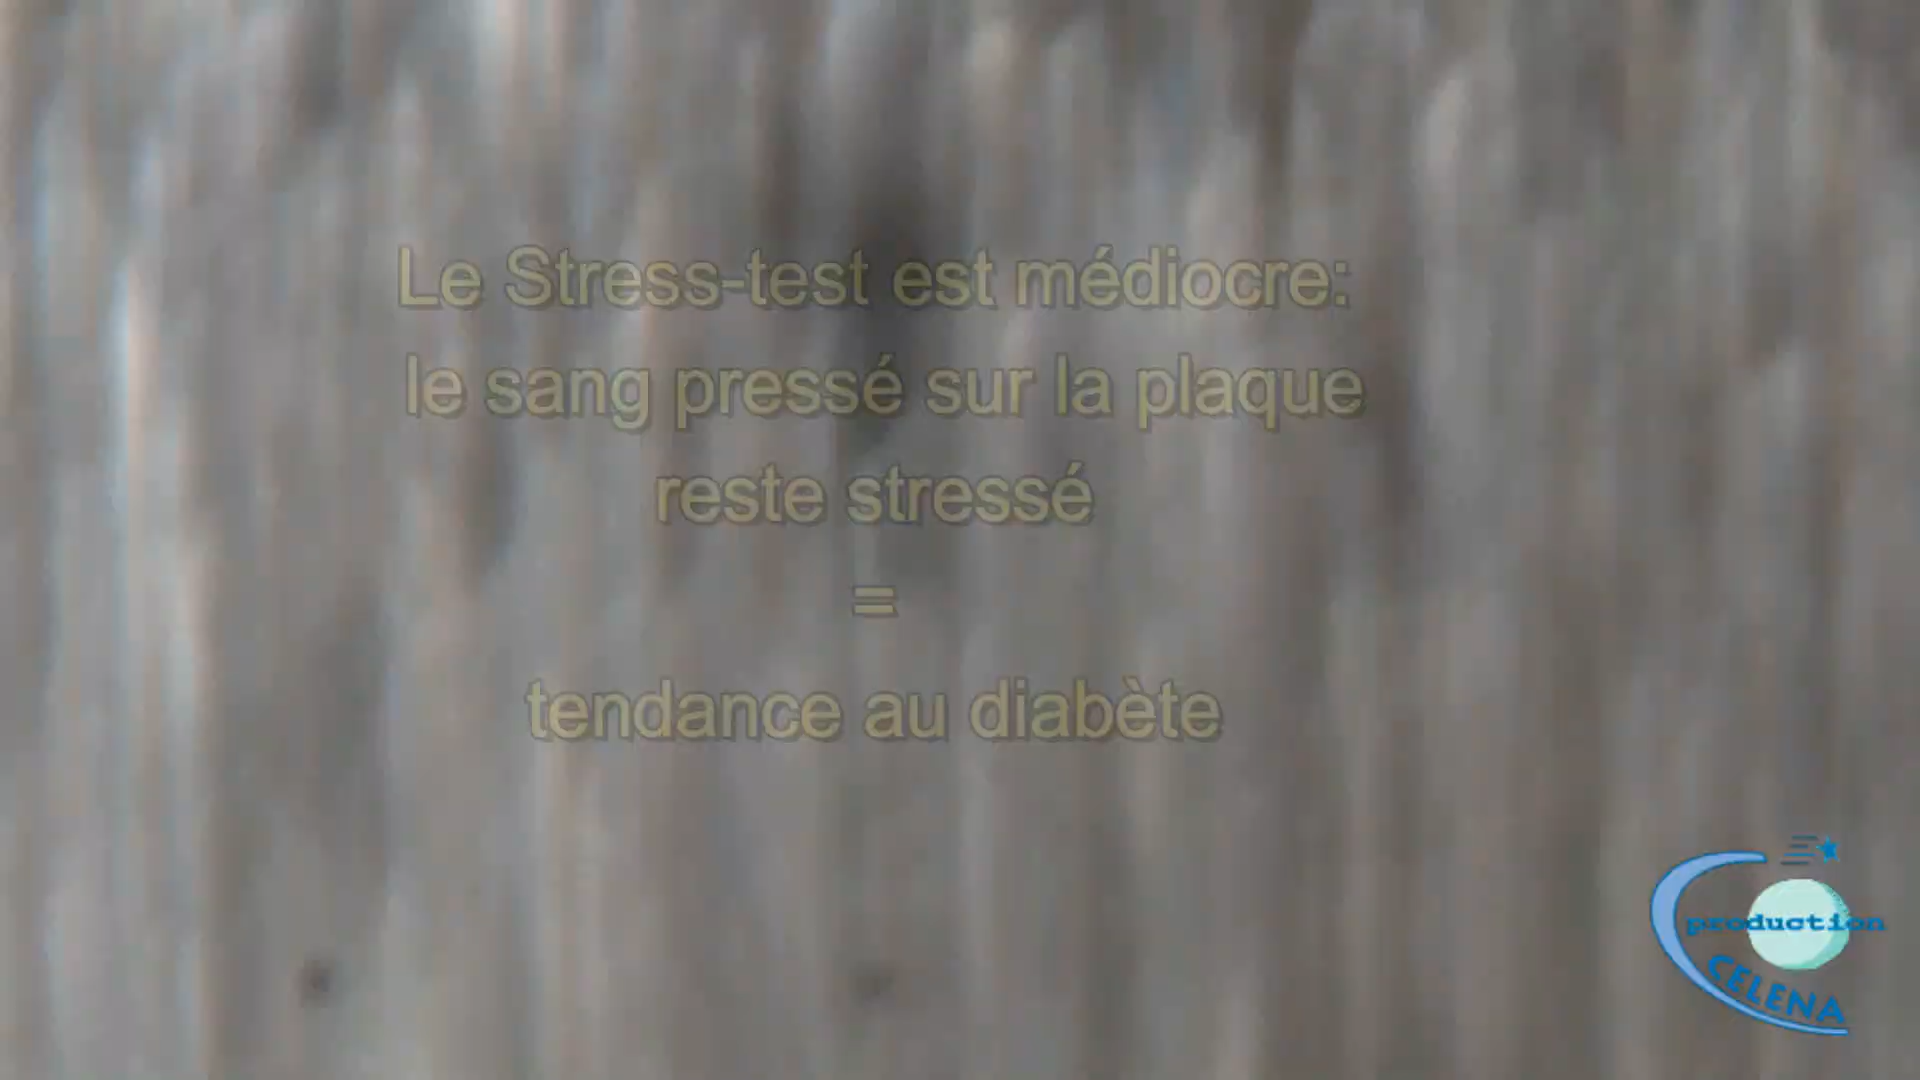 Le Stress-test est médiocre:
le sang pressé sur la plaque
reste stressé
=
tendance au diabète
production
CELENA